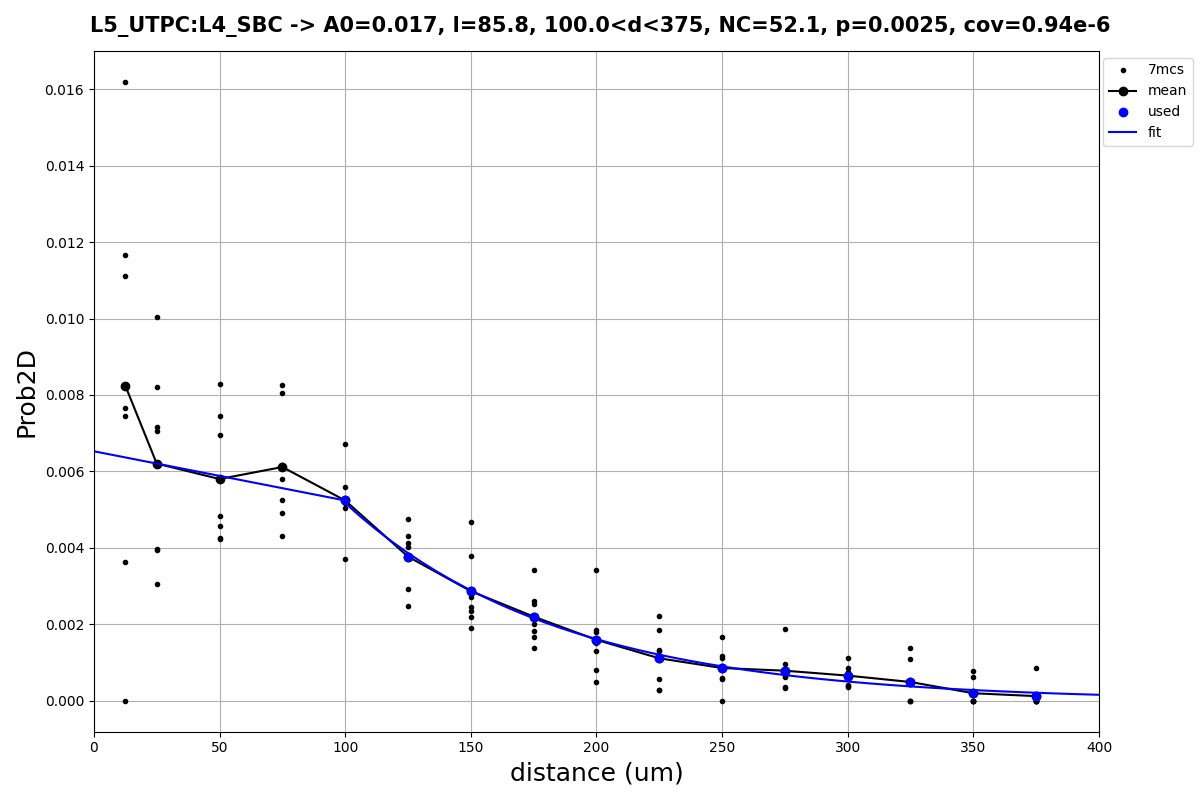 L5_UTPC:L4_SBC -> A0=0.017, l=85.8, 100.0<d<375, NC=52.1, p=0.0025, cov=0.94e-6
7mcs
mean
used
fit
Prob2D
0.016
0.014
0.012
0.010
0.008
0.006
0.004
0.002
0.000
0
50
100
150
200
250
300
350
400
distance (um)